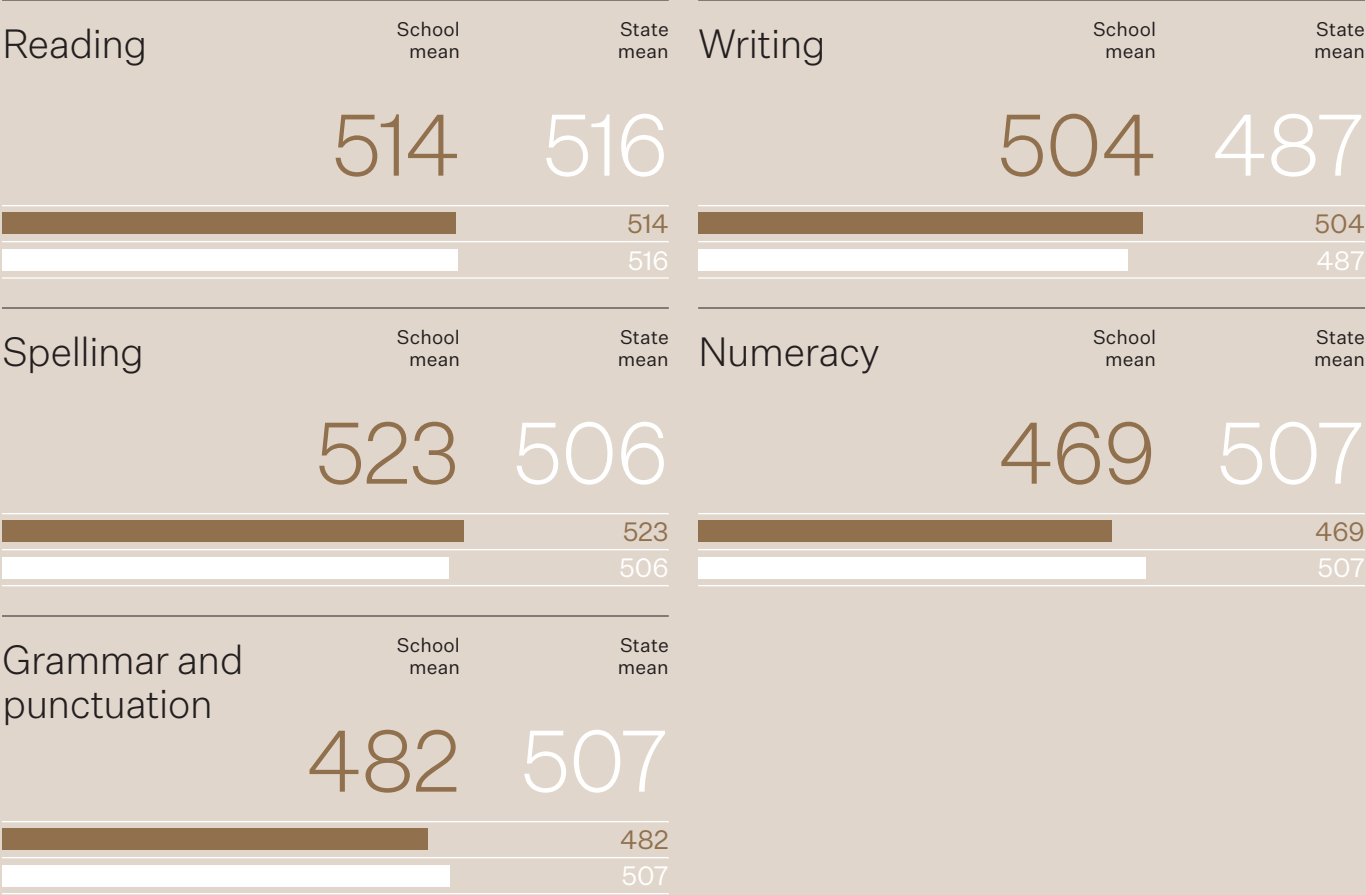 Reading
School
mean
State
mean
514
516
514
516
Writing
School
mean
State
mean
504
487
504
487
Spelling
School
mean
State
mean
523
506
523
506
Numeracy
School
mean
State
mean
469
507
469
507
Grammar and
punctuation
School
mean
State
mean
482
507
482
507